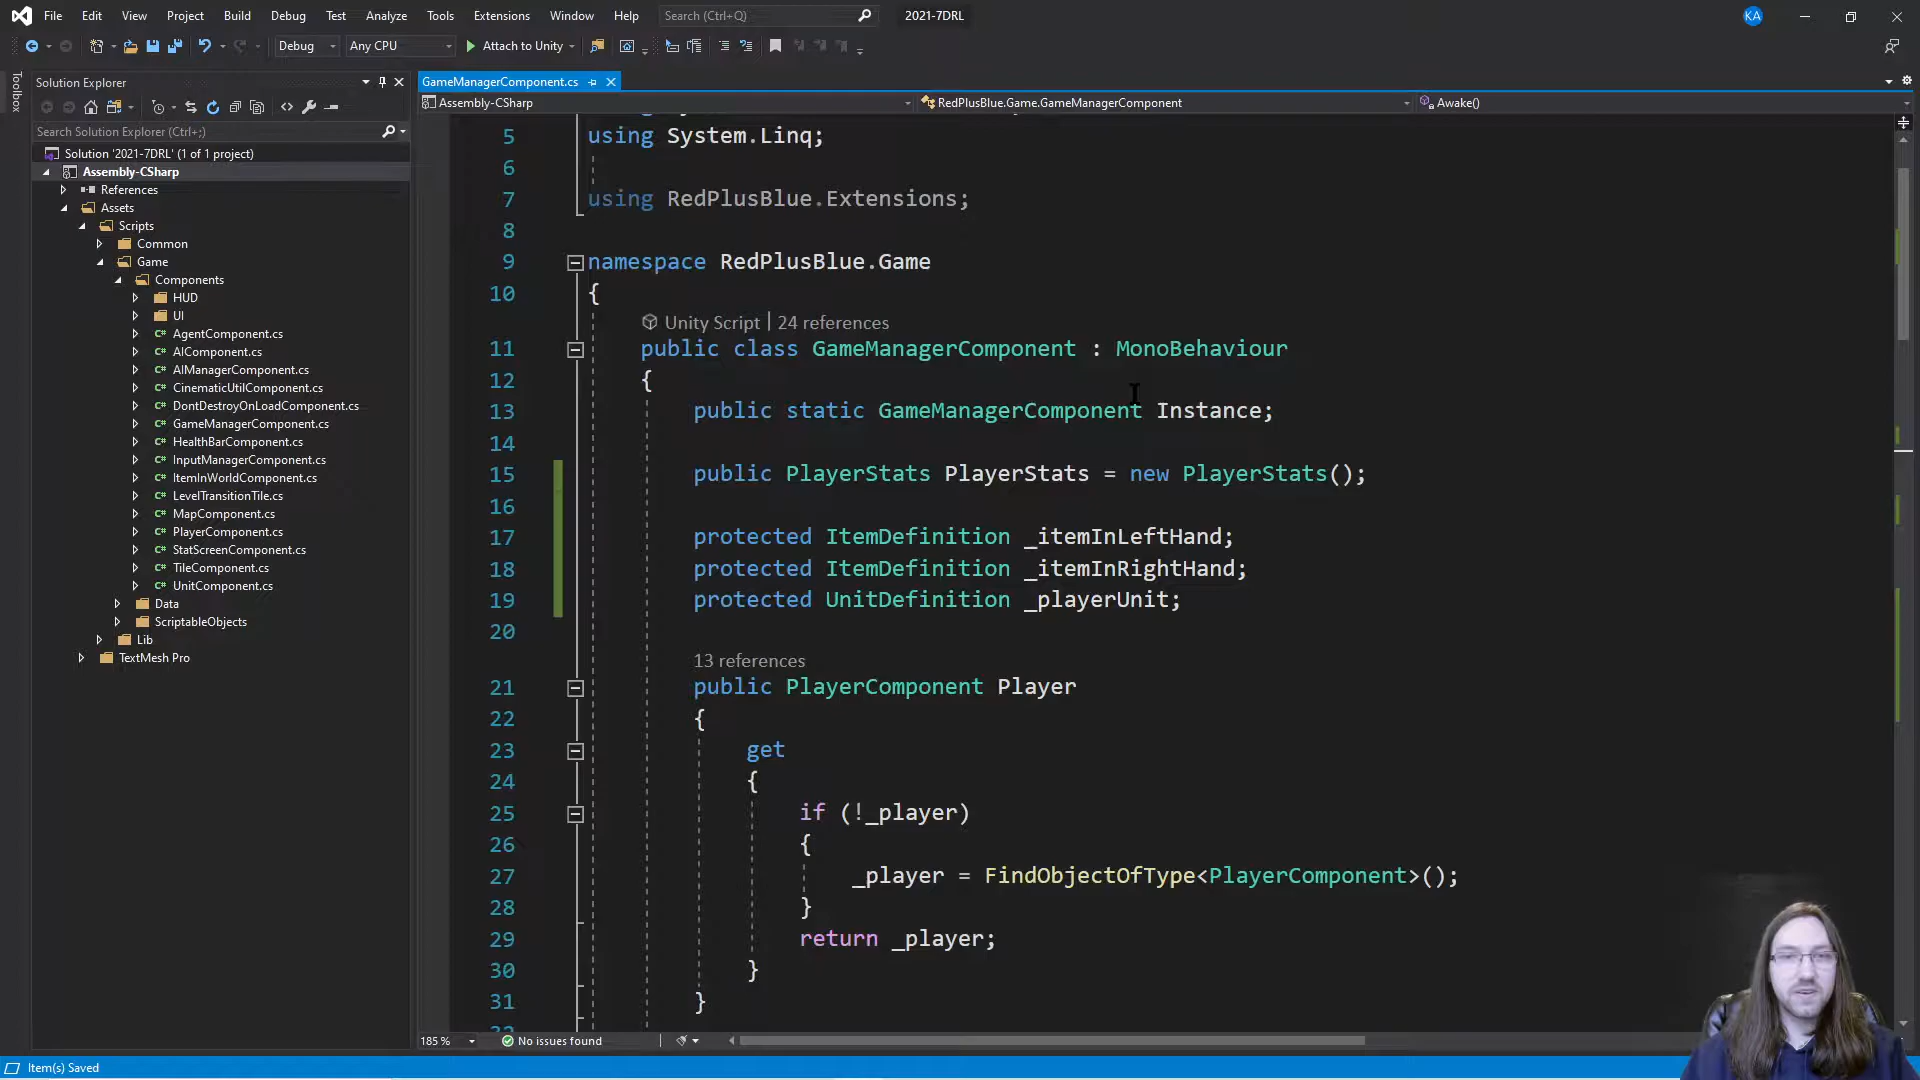 File Edit View Project Build Debug Test Analyze Tools Extensions Window Help Search (Ctrl+Q) 2021-7DRL KA
Debug Any CPU Attach to Unity
Toolbox
Solution Explorer
Search Solution Explorer (Ctrl+;)
Solution '2021-7DRL' (1 of 1 project)
Assembly-CSharp
References
Assets
Scripts
Common
Game
Components
HUD
UI
AgentComponent.cs
AIComponent.cs
AIManagerComponent.cs
CinematicUtilComponent.cs
DontDestroyOnLoadComponent.cs
GameManagerComponent.cs
HealthBarComponent.cs
InputManagerComponent.cs
ItemInWorldComponent.cs
LevelTransitionTile.cs
MapComponent.cs
PlayerComponent.cs
StatScreenComponent.cs
TileComponent.cs
UnitComponent.cs
Data
ScriptableObjects
Lib
TextMesh Pro
GameManagerComponent.cs
Assembly-CSharp RedPlusBlue.Game.GameManagerComponent Awake()
5 using System.Linq;
6
7 using RedPlusBlue.Extensions;
8
9 namespace RedPlusBlue.Game
10 {
Unity Script | 24 references
11 public class GameManagerComponent : MonoBehaviour
12 {
13 public static GameManagerComponent Instance;
14
15 public PlayerStats PlayerStats = new PlayerStats();
16
17 protected ItemDefinition _itemInLeftHand;
18 protected ItemDefinition _itemInRightHand;
19 protected UnitDefinition _playerUnit;
20
13 references
21 public PlayerComponent Player
22 {
23 get
24 {
25 if (!_player)
26 {
27 _player = FindObjectOfType<PlayerComponent>();
28 }
29 return _player;
30 }
31 }
185 % No issues found
Item(s) Saved